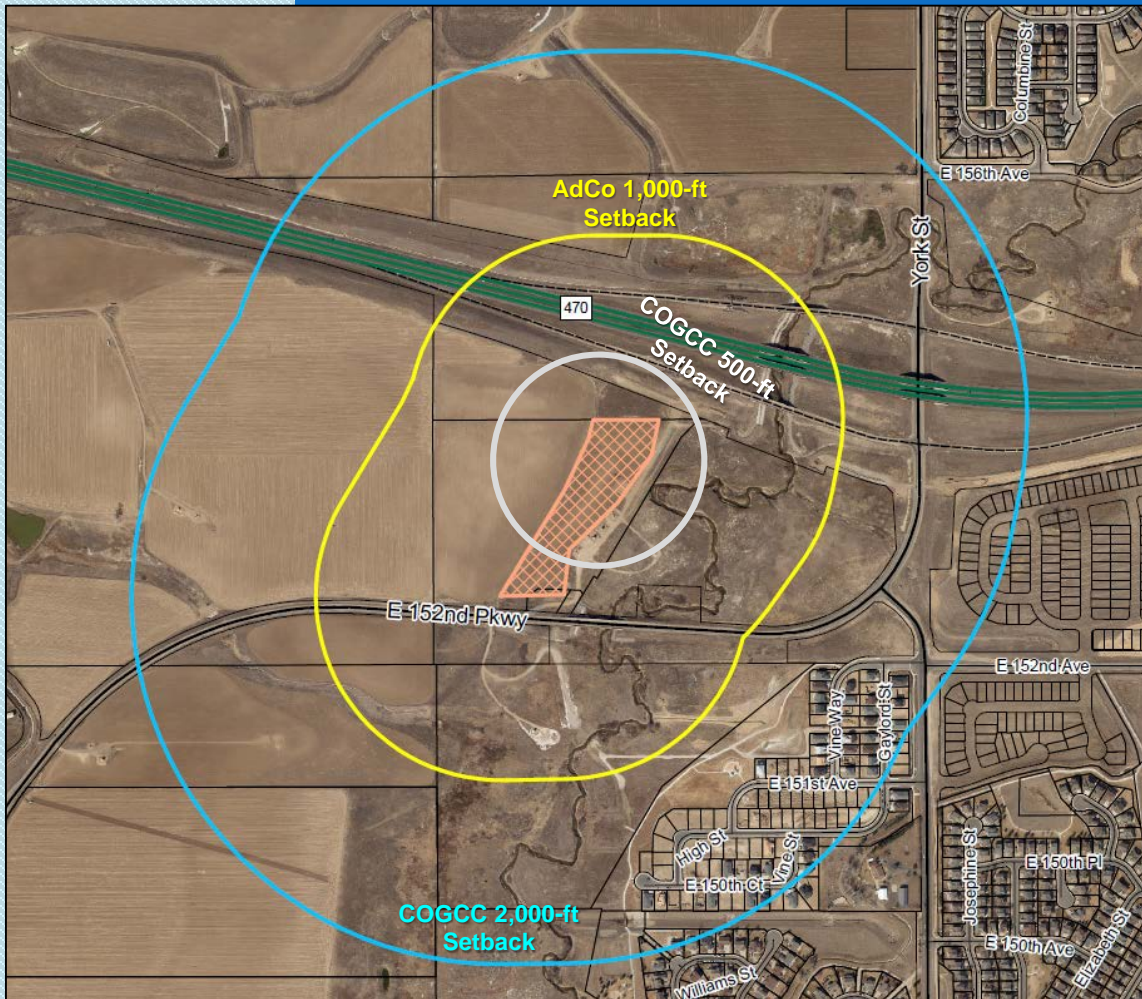 Columbine St
E 156th Ave
AdCo 1,000-ft
Setback
York St
470
COGCC 500-ft
Setback
E 152nd Pkwy
E 152nd Ave
Vine Way
Gaylord St
E 151st Ave
High St
Vine St
E 150th Ct
Josephine St
E 150th Pl
COGCC 2,000-ft
Setback
E 150th Ave
Elizabeth St
Williams St